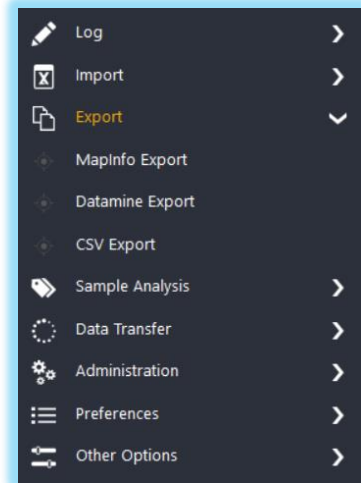 Log
Import
Export
MapInfo Export
Datamine Export
CSV Export
Sample Analysis
Data Transfer
Administration
Preferences
Other Options